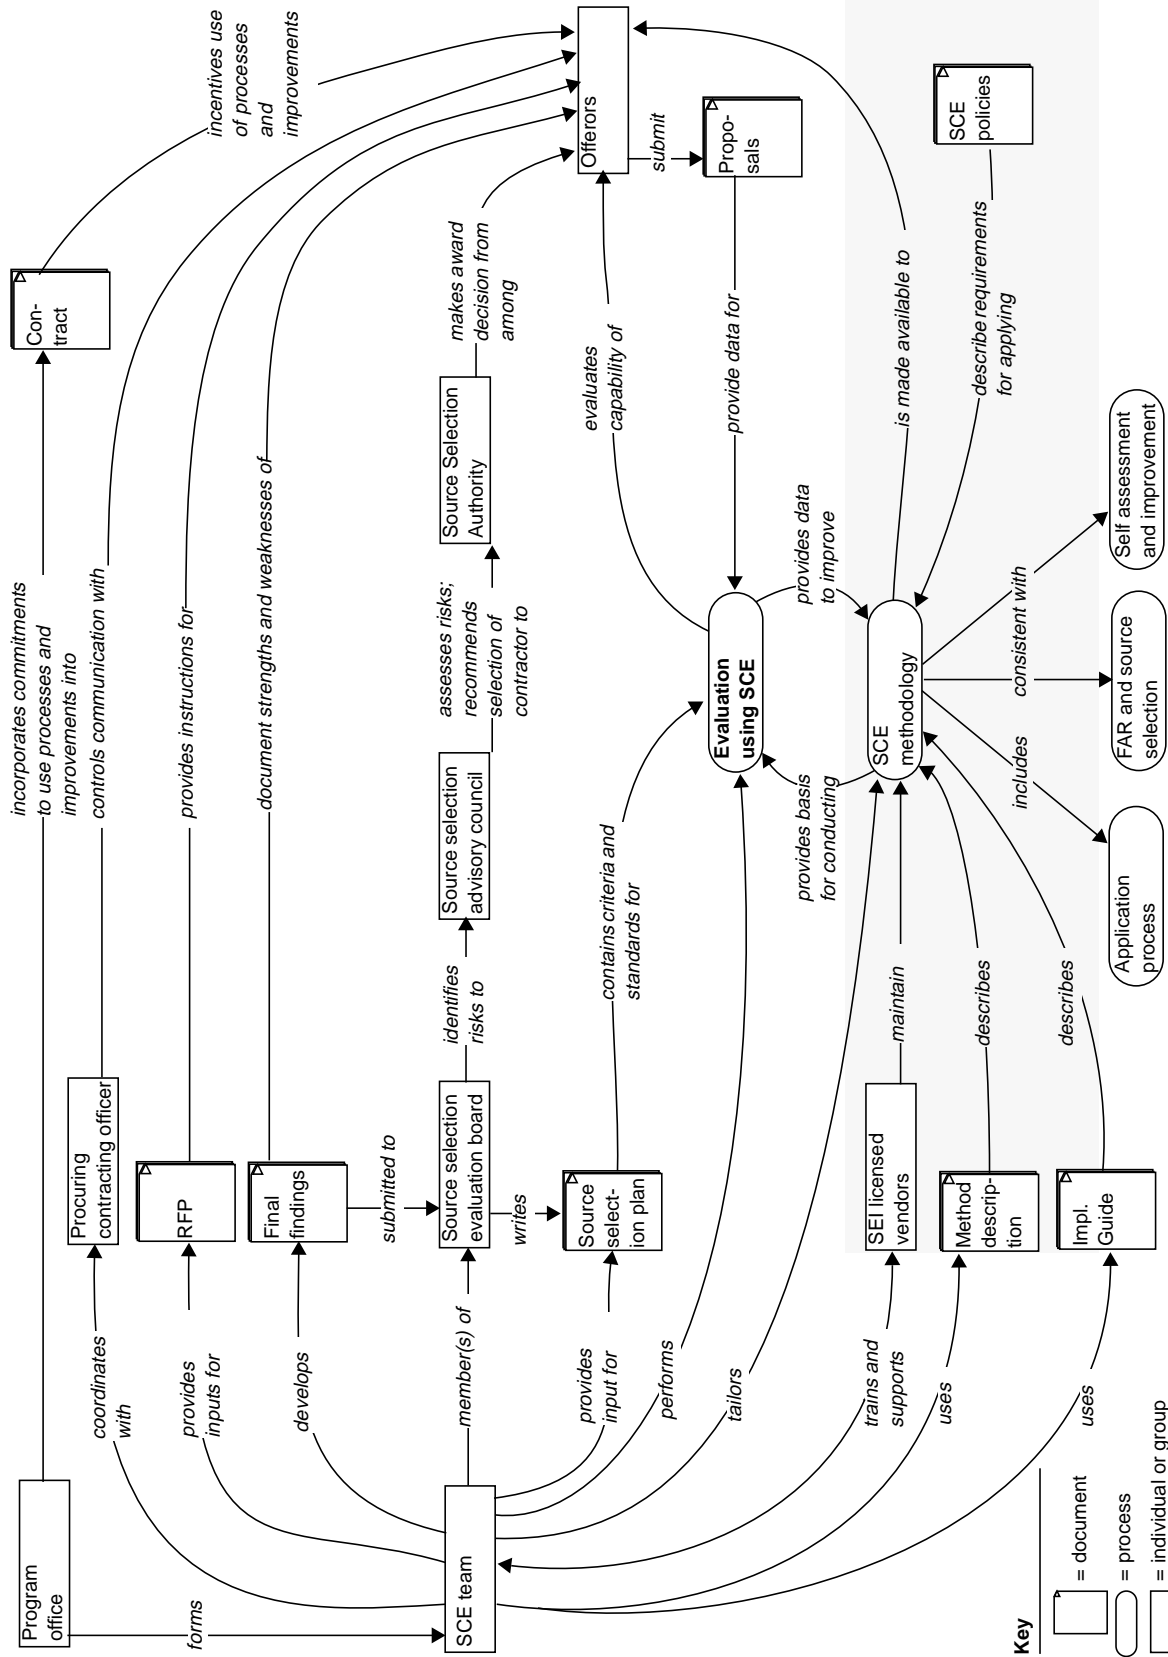 Program
office
incorporates commitments
to use processes and
improvements into
Con-
tract
incentives use
of processes
and
improvements
forms
coordinates
with
Procuring
contracting officer
controls communication with
provides
inputs for
RFP
provides instructions for
develops
Final
findings
document strengths and weaknesses of
submitted to
SCE team
member(s) of
Source selection
evaluation board
identifies
risks to
Source selection
advisory council
assesses risks;
recommends
selection of
contractor to
Source Selection
Authority
makes award
decision from
among
Offerors
writes
submit
provides
input for
Source
select-
ion plan
contains criteria and
standards for
evaluates
capability of
performs
Evaluation
using SCE
provide data for
Propo-
sals
tailors
provides basis
for conducting
provides data
to improve
trains and
supports
SEI licensed
vendors
maintain
SCE
methodology
is made available to
uses
Method
descrip-
tion
describes
describe requirements
for applying
SCE
policies
uses
Impl.
Guide
describes
includes
consistent with
Application
process
FAR and source
selection
Self assessment
and improvement
Key
= document
= process
= individual or group